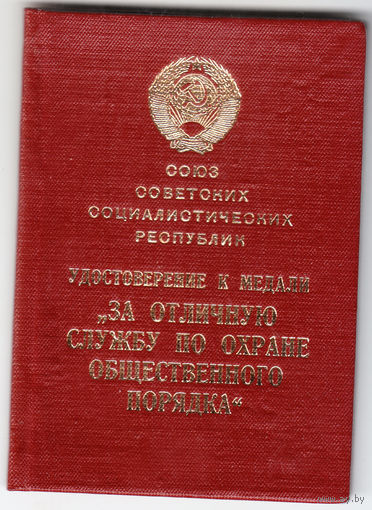 СОЮЗ
СОВЕТСКИХ
СОЦИАЛИСТИЧЕСКИХ
РЕСПУБЛИК
УДОСТОВЕРЕНИЕ К МЕДАЛИ
„ЗА ОТЛИЧНУЮ
СЛУЖБУ ПО ОХРАНЕ
ОБЩЕСТВЕННОГО
ПОРЯДКА“